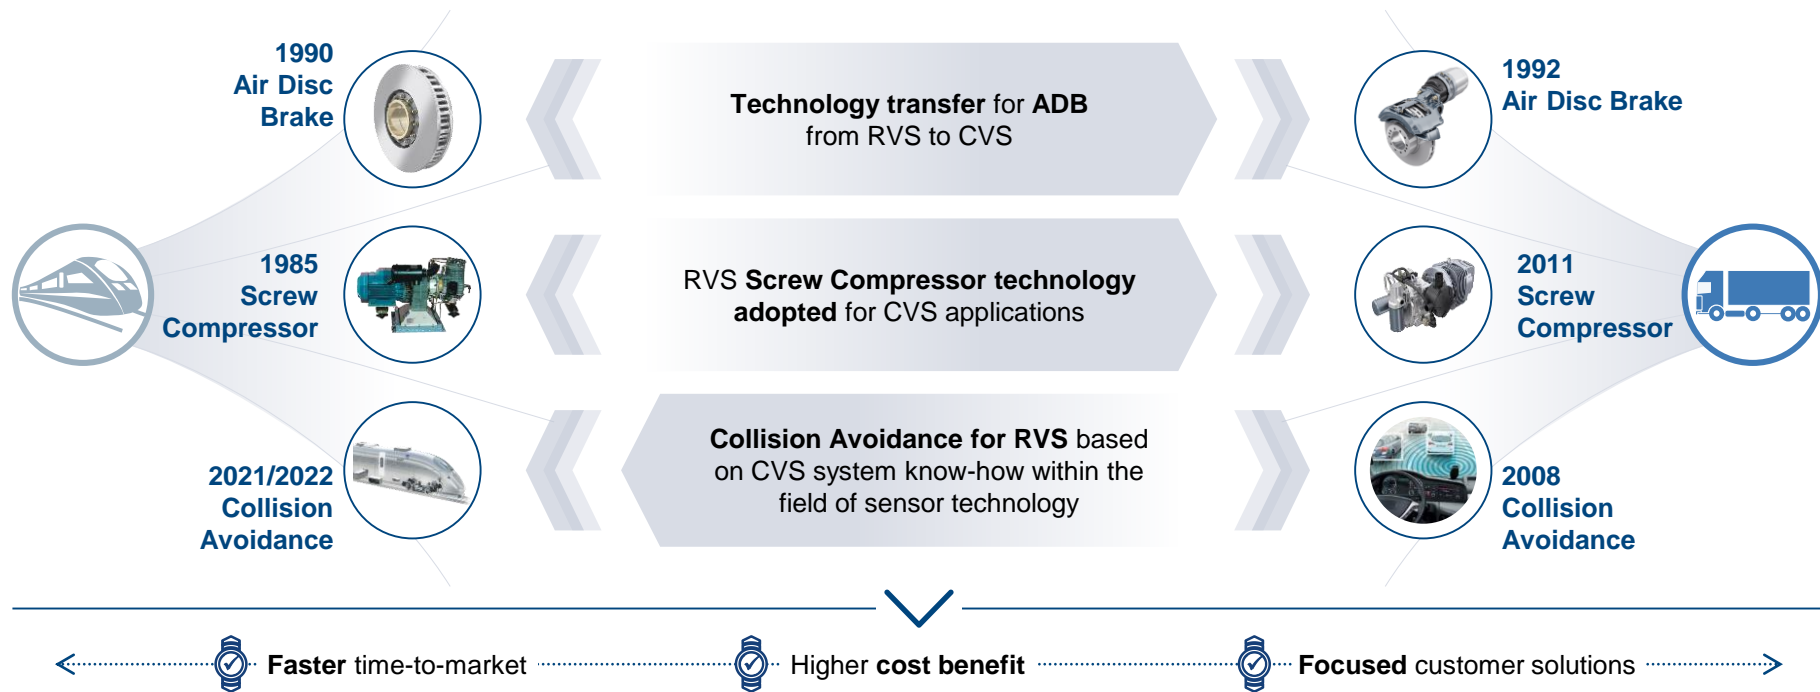 1990
Air Disc
Brake
Technology transfer for ADB
from RVS to CVS
1992
Air Disc Brake
1985
Screw
Compressor
RVS Screw Compressor technology
adopted for CVS applications
2011
Screw
Compressor
2021/2022
Collision
Avoidance
Collision Avoidance for RVS based
on CVS system know-how within the
field of sensor technology
2008
Collision
Avoidance
Faster time-to-market
Higher cost benefit
Focused customer solutions